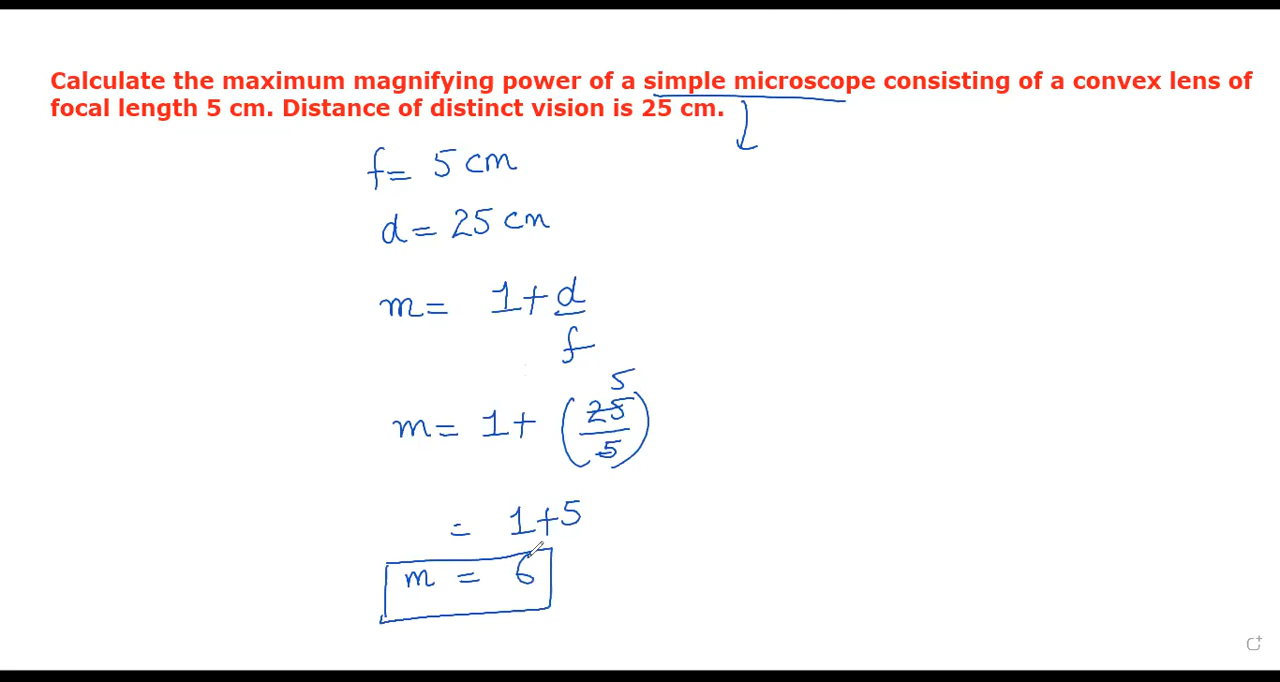 Calculate the maximum magnifying power of a simple microscope consisting of a convex lens of
focal length 5 cm. Distance of distinct vision is 25 cm.
f= 5 cm
d= 25 cm
m= 1+ d/f
5
m= 1+ (25/5)
= 1+5
m = 6